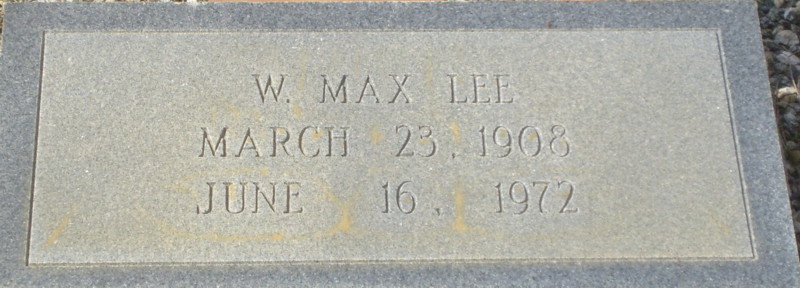 W. MAX LEE
MARCH 23, 1908
JUNE 16, 1972